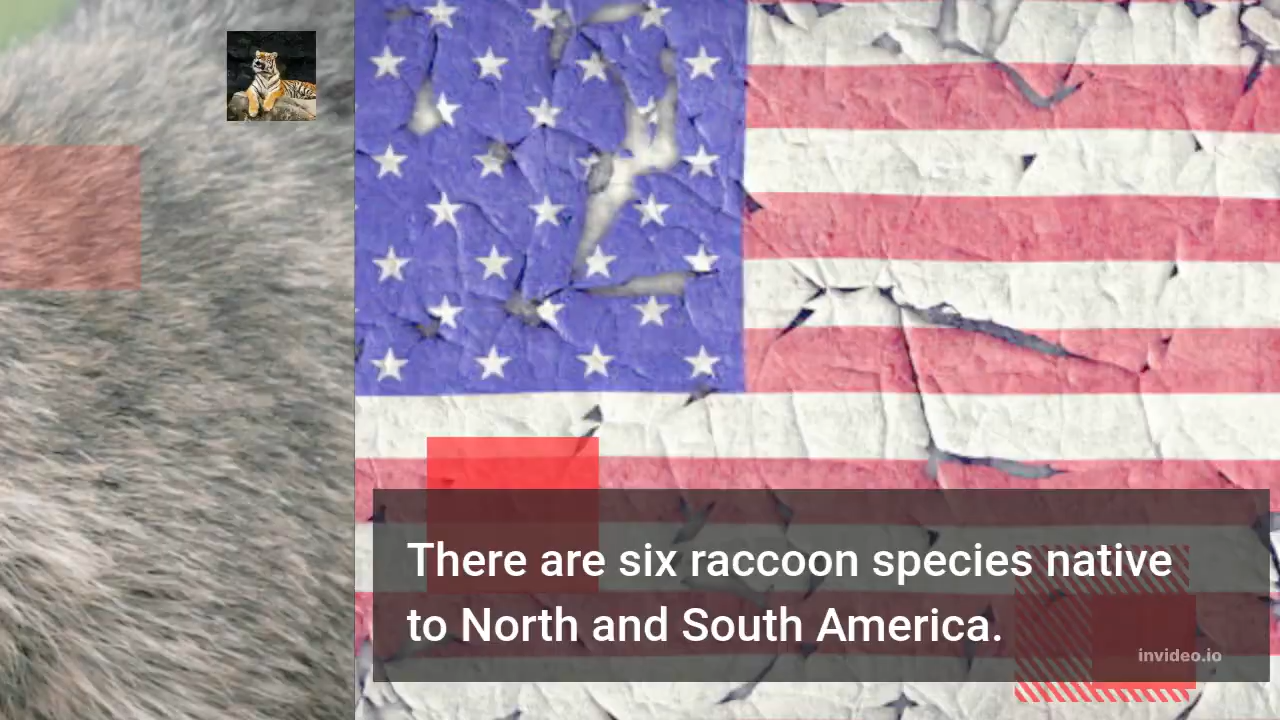 There are six raccoon species native
to North and South America.
invideo.io